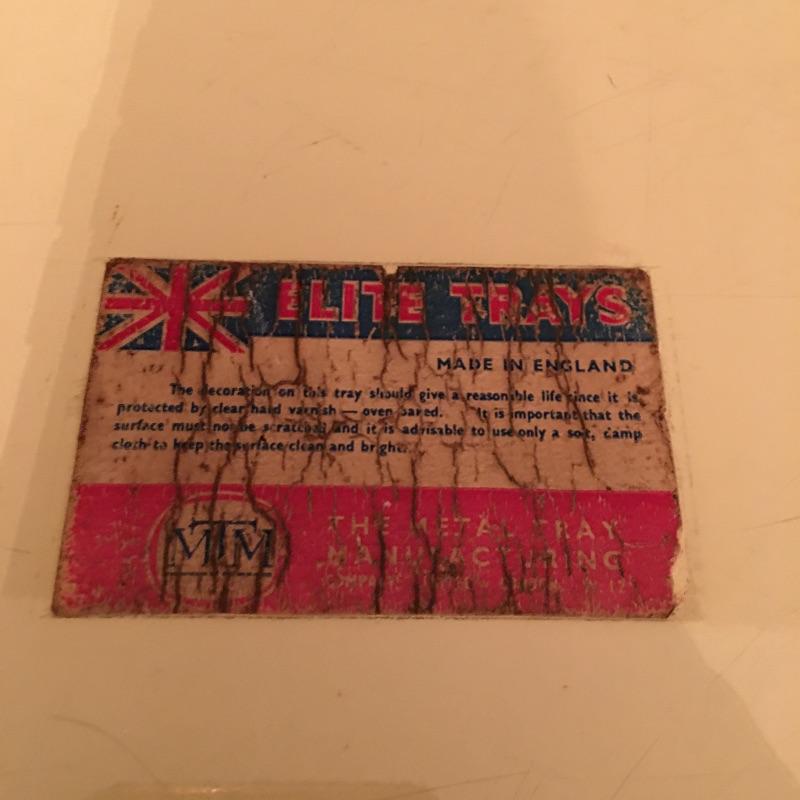 ELITE TRAYS
MADE IN ENGLAND
The decoration on this tray should give a reasonable life since it is
protected by clear hard varnish — oven baked. It is important that the
surface must not be scratched and it is advisable to use only a soft, damp
cloth to keep the surface clean and bright.
MTM
THE METAL TRAY
MANUFACTURING
COMPANY